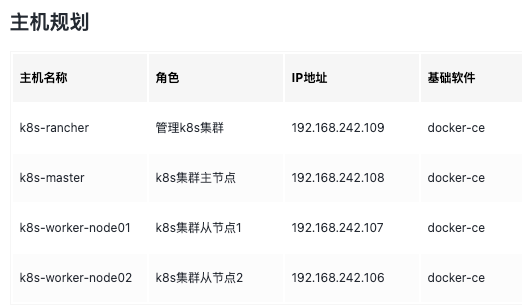 主机规划
主机名称 角色 IP地址 基础软件
k8s-rancher 管理k8s集群 192.168.242.109 docker-ce
k8s-master k8s集群主节点 192.168.242.108 docker-ce
k8s-worker-node01 k8s集群从节点1 192.168.242.107 docker-ce
k8s-worker-node02 k8s集群从节点2 192.168.242.106 docker-ce